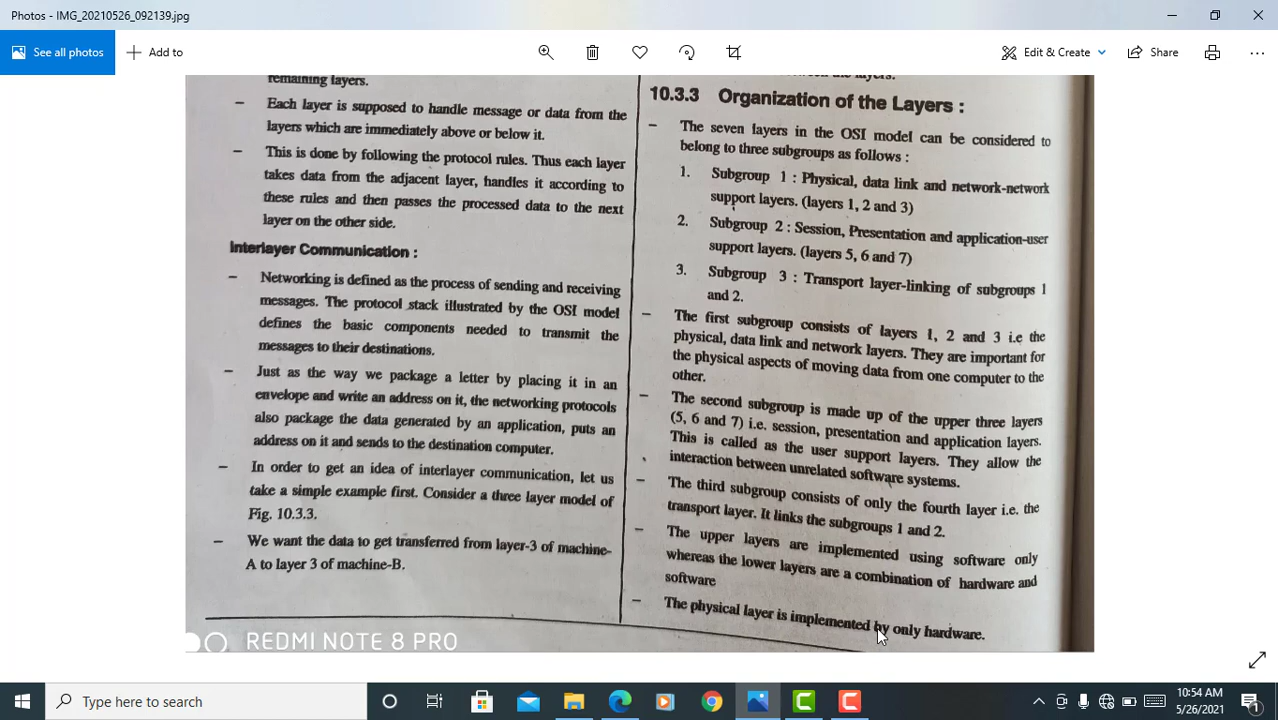 Photos - IMG_20210526_092139.jpg
See all photos
Add to
Edit & Create
Share
remaining layers.
– Each layer is supposed to handle message or data from the
layers which are immediately above or below it.
– This is done by following the protocol rules. Thus each layer
takes data from the adjacent layer, handles it according to
these rules and then passes the processed data to the next
layer on the other side.
Interlayer Communication :
– Networking is defined as the process of sending and receiving
messages. The protocol stack illustrated by the OSI model
defines the basic components needed to transmit the
messages to their destinations.
– Just as the way we package a letter by placing it in an
envelope and write an address on it, the networking protocols
also package the data generated by an application, puts an
address on it and sends to the destination computer.
– In order to get an idea of interlayer communication, let us
take a simple example first. Consider a three layer model of
Fig. 10.3.3.
– We want the data to get transferred from layer-3 of machine-
A to layer 3 of machine-B.
REDMI NOTE 8 PRO
the layers.
10.3.3 Organization of the Layers :
– The seven layers in the OSI model can be considered to
belong to three subgroups as follows :
1. Subgroup 1 : Physical, data link and network-network
support layers. (layers 1, 2 and 3)
2. Subgroup 2 : Session, Presentation and application-user
support layers. (layers 5, 6 and 7)
3. Subgroup 3 : Transport layer-linking of subgroups 1
and 2.
– The first subgroup consists of layers 1, 2 and 3 i.e the
physical, data link and network layers. They are important for
the physical aspects of moving data from one computer to the
other.
– The second subgroup is made up of the upper three layers
(5, 6 and 7) i.e. session, presentation and application layers.
This is called as the user support layers. They allow the
interaction between unrelated software systems.
– The third subgroup consists of only the fourth layer i.e. the
transport layer. It links the subgroups 1 and 2.
– The upper layers are implemented using software only
whereas the lower layers are a combination of hardware and
software
– The physical layer is implemented by only hardware.
Type here to search
10:54 AM
5/26/2021
1